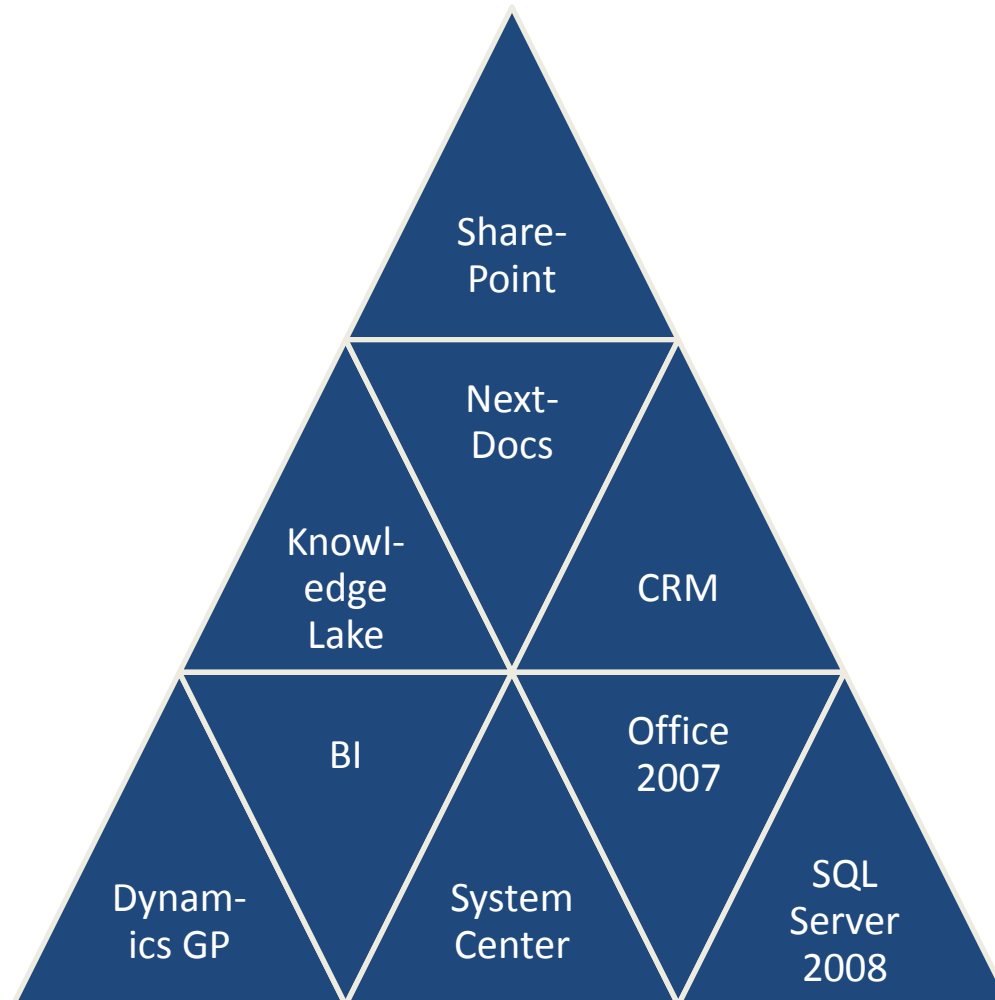 Share-
Point
Next-
Docs
Knowl-
edge
Lake
CRM
BI
Office
2007
Dynam-
ics GP
System
Center
SQL
Server
2008